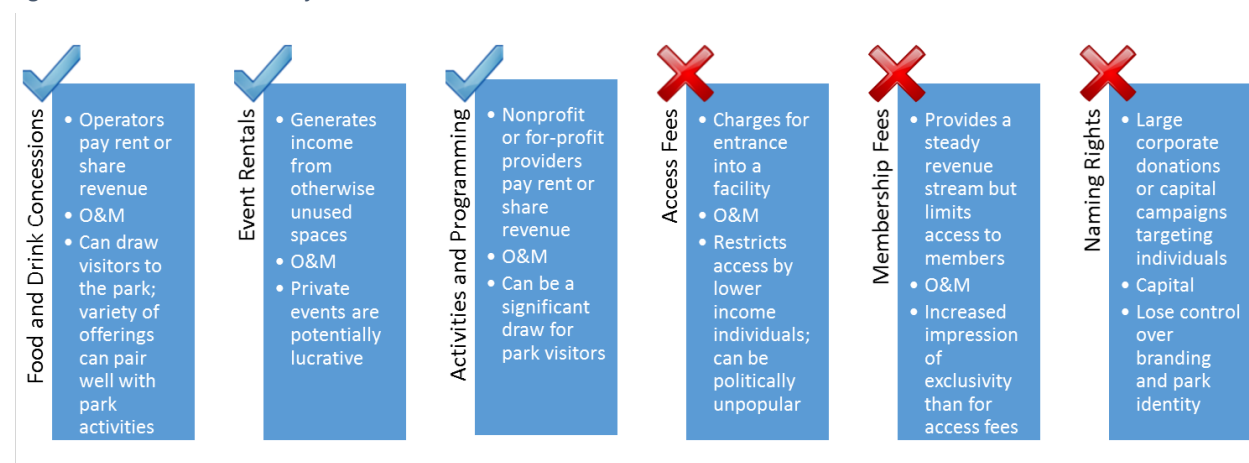 Food and Drink Concessions
• Operators
pay rent or
share
revenue
• O&M
• Can draw
visitors to
the park;
variety of
offerings
can pair
well with
park
activities
Event Rentals
• Generates
income
from
otherwise
unused
spaces
• O&M
• Private
events are
potentially
lucrative
Activities and Programming
• Nonprofit
or for-profit
providers
pay rent or
share
revenue
• O&M
• Can be a
significant
draw for
park visitors
Access Fees
• Charges for
entrance
into a
facility
• O&M
• Restricts
access by
lower
income
individuals;
can be
politically
unpopular
Membership Fees
• Provides a
steady
revenue
stream but
limits
access to
members
• O&M
• Increased
impression
of
exclusivity
than for
access fees
Naming Rights
• Large
corporate
donations
or capital
campaigns
targeting
individuals
• Capital
• Lose control
over
branding
and park
identity